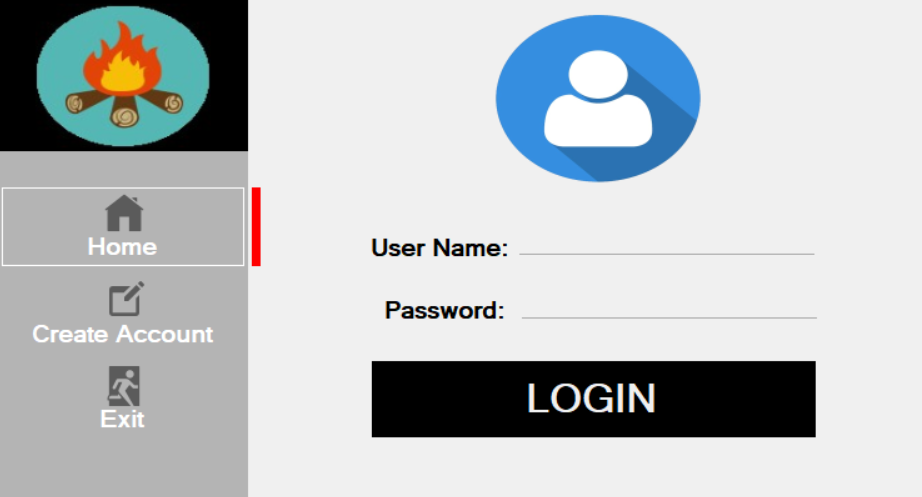 Home
Create Account
Exit
User Name:
Password:
LOGIN